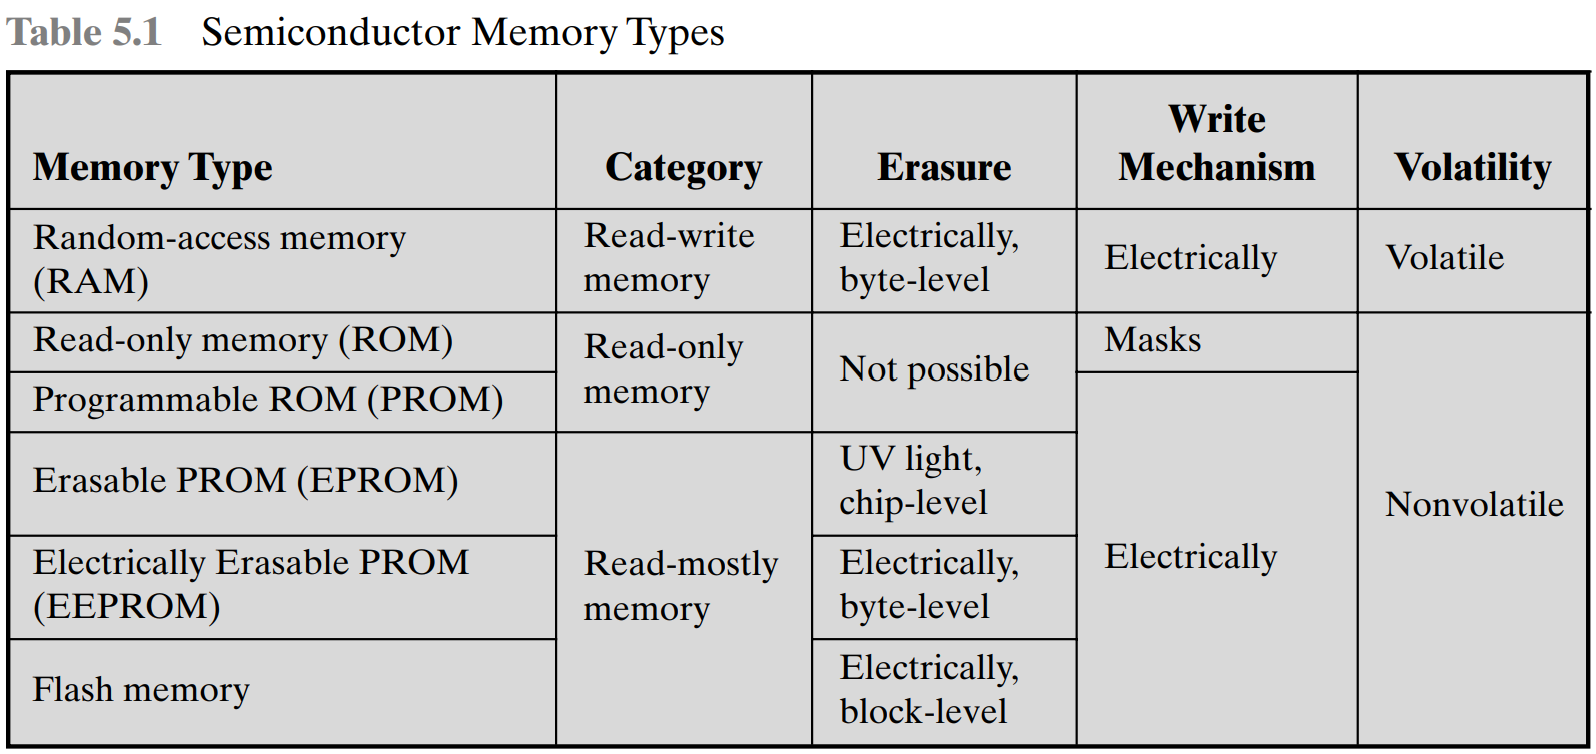 Table 5.1 Semiconductor Memory Types
Memory Type
Category
Erasure
Write
Mechanism
Volatility
Random-access memory
(RAM)
Read-write
memory
Electrically,
byte-level
Electrically
Volatile
Read-only memory (ROM)
Read-only
memory
Not possible
Masks
Nonvolatile
Programmable ROM (PROM)
Electrically
Erasable PROM (EPROM)
Read-mostly
memory
UV light,
chip-level
Electrically Erasable PROM
(EEPROM)
Electrically,
byte-level
Flash memory
Electrically,
block-level